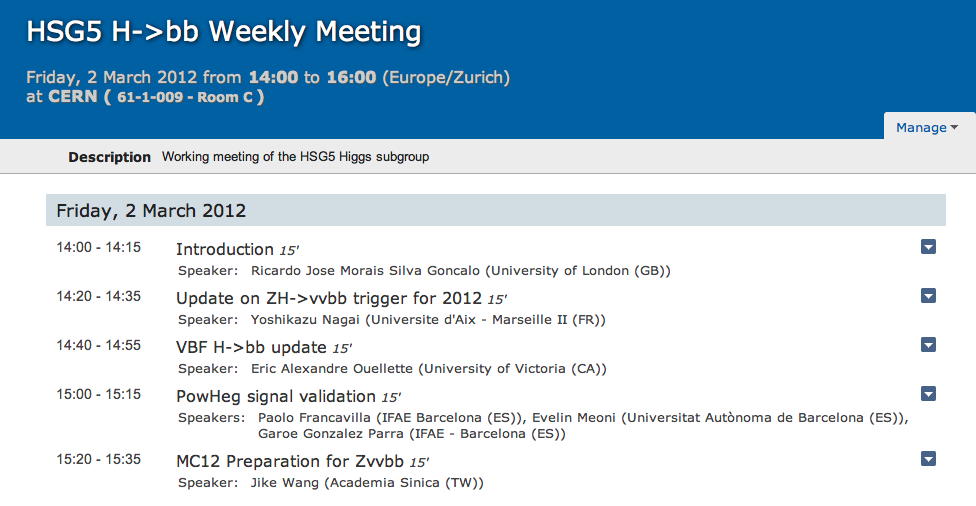 HSG5 H->bb Weekly Meeting
Friday, 2 March 2012 from 14:00 to 16:00 (Europe/Zurich)
at CERN ( 61-1-009 - Room C )
Manage
Description Working meeting of the HSG5 Higgs subgroup
Friday, 2 March 2012
14:00 - 14:15 Introduction 15'
Speaker: Ricardo Jose Morais Silva Goncalo (University of London (GB))
14:20 - 14:35 Update on ZH->vvbb trigger for 2012 15'
Speaker: Yoshikazu Nagai (Universite d'Aix - Marseille II (FR))
14:40 - 14:55 VBF H->bb update 15'
Speaker: Eric Alexandre Ouellette (University of Victoria (CA))
15:00 - 15:15 PowHeg signal validation 15'
Speakers: Paolo Francavilla (IFAE Barcelona (ES)), Evelin Meoni (Universitat Autònoma de Barcelona (ES)),
Garoe Gonzalez Parra (IFAE - Barcelona (ES))
15:20 - 15:35 MC12 Preparation for Zvvbb 15'
Speaker: Jike Wang (Academia Sinica (TW))